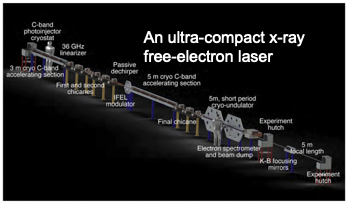 An ultra-compact x-ray
free-electron laser
C-band
photoinjector
cryostat
36 GHz
linearizer
3 m cryo C-band
accelerating section
First and second
chicanes
Passive
dechirper
IFEL
modulator
5 m cryo C-band
accelerating section
Final chicane
5m, short period
cryo-undulator
Electron spectrometer
and beam dump
Experiment
hutch
K-B focusing
mirrors
5 m
focal length
Experiment
hutch